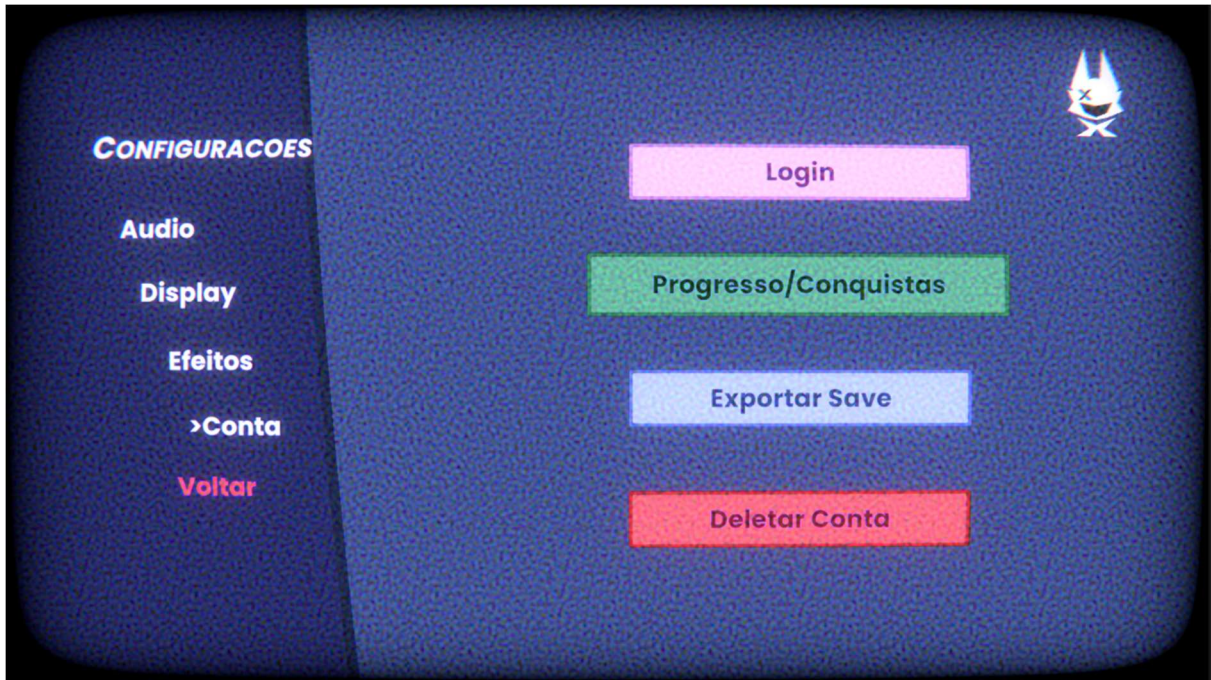 CONFIGURACOES
Audio
Display
Efeitos
>Conta
Voltar
Login
Progresso/Conquistas
Exportar Save
Deletar Conta